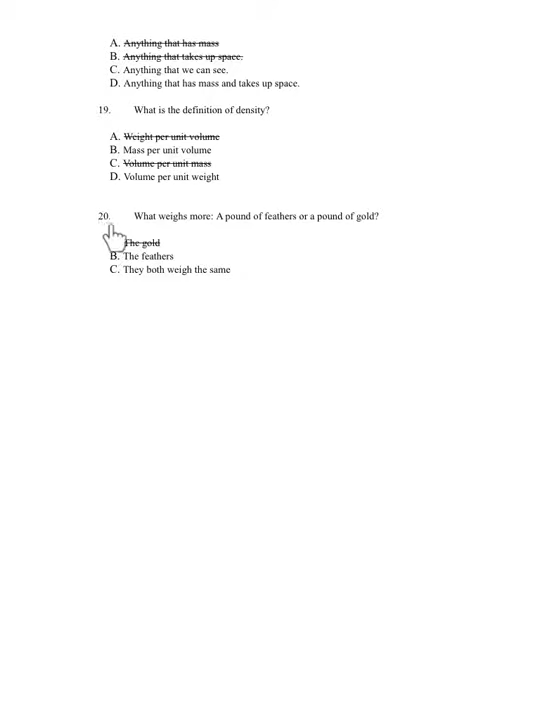 A. Anything that has mass
B. Anything that takes up space.
C. Anything that we can see.
D. Anything that has mass and takes up space.
19. What is the definition of density?
A. Weight per unit volume
B. Mass per unit volume
C. Volume per unit mass
D. Volume per unit weight
20. What weighs more: A pound of feathers or a pound of gold?
The gold
B. The feathers
C. They both weigh the same